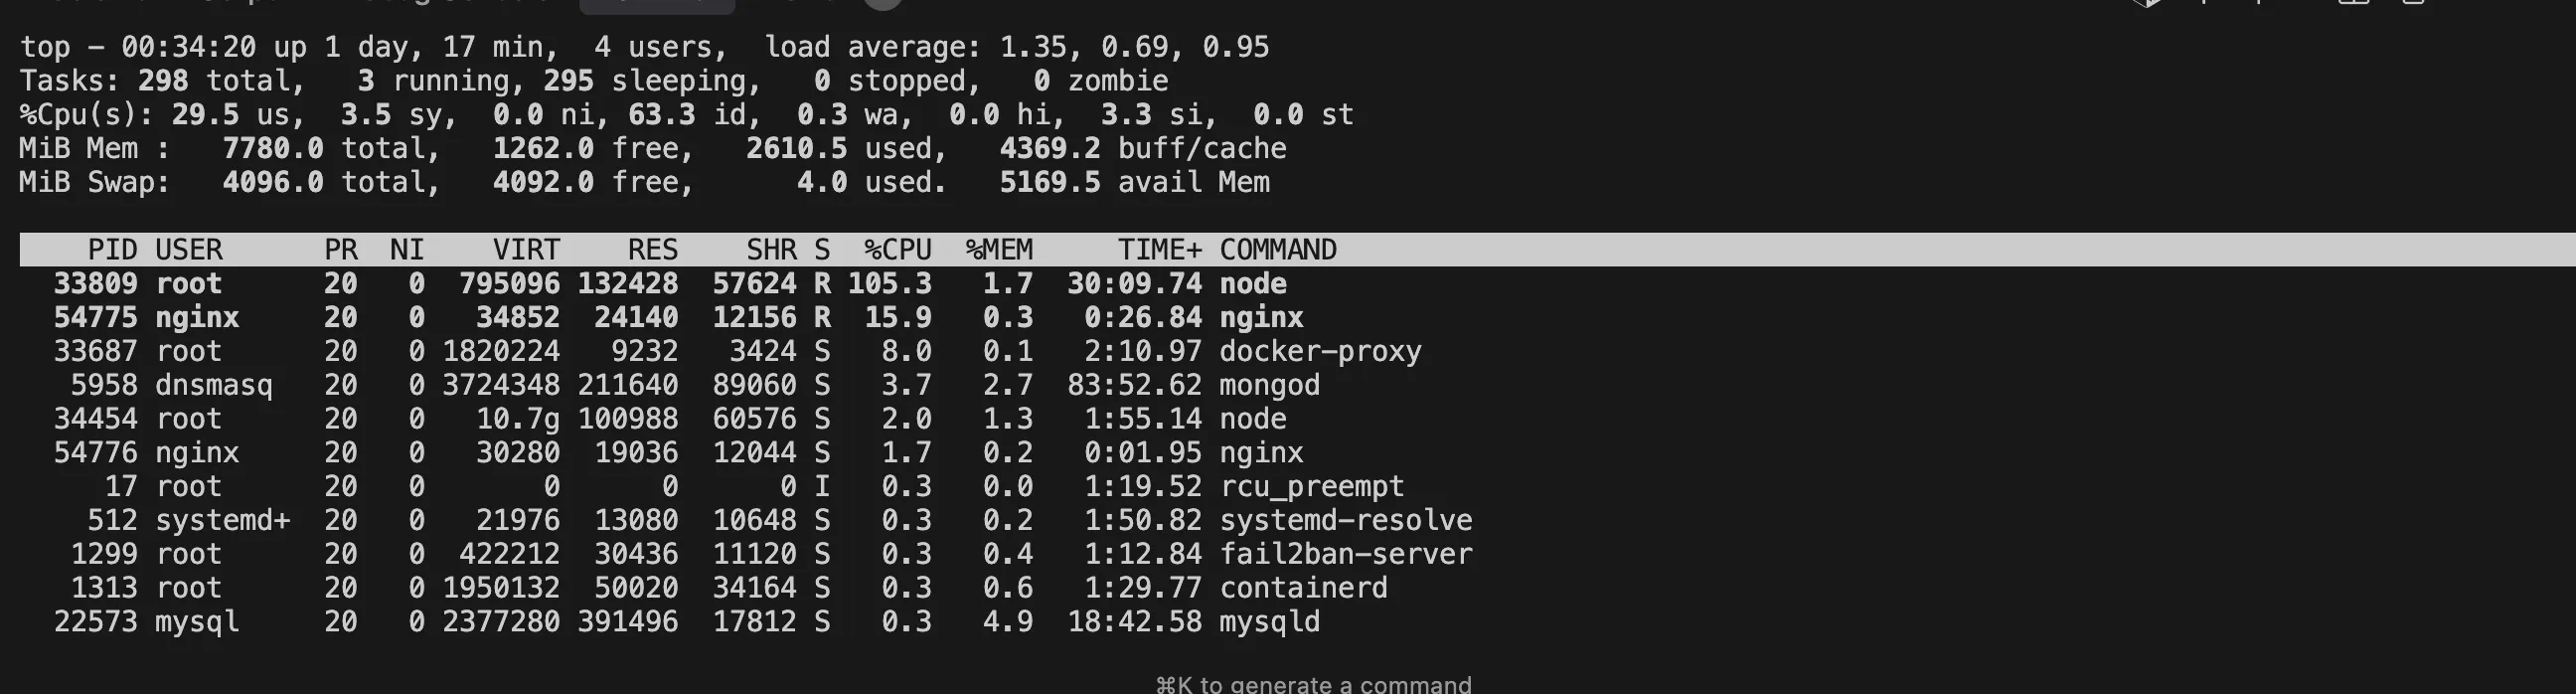 top – 00:34:20 up 1 day, 17 min,  4 users,  load average: 1.35, 0.69, 0.95
Tasks: 298 total,   3 running, 295 sleeping,   0 stopped,   0 zombie
%Cpu(s): 29.5 us,  3.5 sy,  0.0 ni, 63.3 id,  0.3 wa,  0.0 hi,  3.3 si,  0.0 st
MiB Mem :   7780.0 total,   1262.0 free,   2610.5 used,   4369.2 buff/cache
MiB Swap:   4096.0 total,   4092.0 free,      4.0 used.   5169.5 avail Mem
PID USER      PR  NI    VIRT    RES    SHR S  %CPU  %MEM     TIME+ COMMAND
33809 root      20   0  795096 132428  57624 R 105.3   1.7  30:09.74 node
54775 nginx     20   0   34852  24140  12156 R  15.9   0.3   0:26.84 nginx
33687 root      20   0 1820224   9232   3424 S   8.0   0.1   2:10.97 docker-proxy
5958 dnsmasq   20   0 3724348 211640  89060 S   3.7   2.7  83:52.62 mongod
34454 root      20   0   10.7g 100988  60576 S   2.0   1.3   1:55.14 node
54776 nginx     20   0   30280  19036  12044 S   1.7   0.2   0:01.95 nginx
17 root      20   0       0      0      0 I   0.3   0.0   1:19.52 rcu_preempt
512 systemd+  20   0   21976  13080  10648 S   0.3   0.2   1:50.82 systemd-resolve
1299 root      20   0  422212  30436  11120 S   0.3   0.4   1:12.84 fail2ban-server
1313 root      20   0 1950132  50020  34164 S   0.3   0.6   1:29.77 containerd
22573 mysql     20   0 2377280 391496  17812 S   0.3   4.9  18:42.58 mysqld
⌘K to generate a command